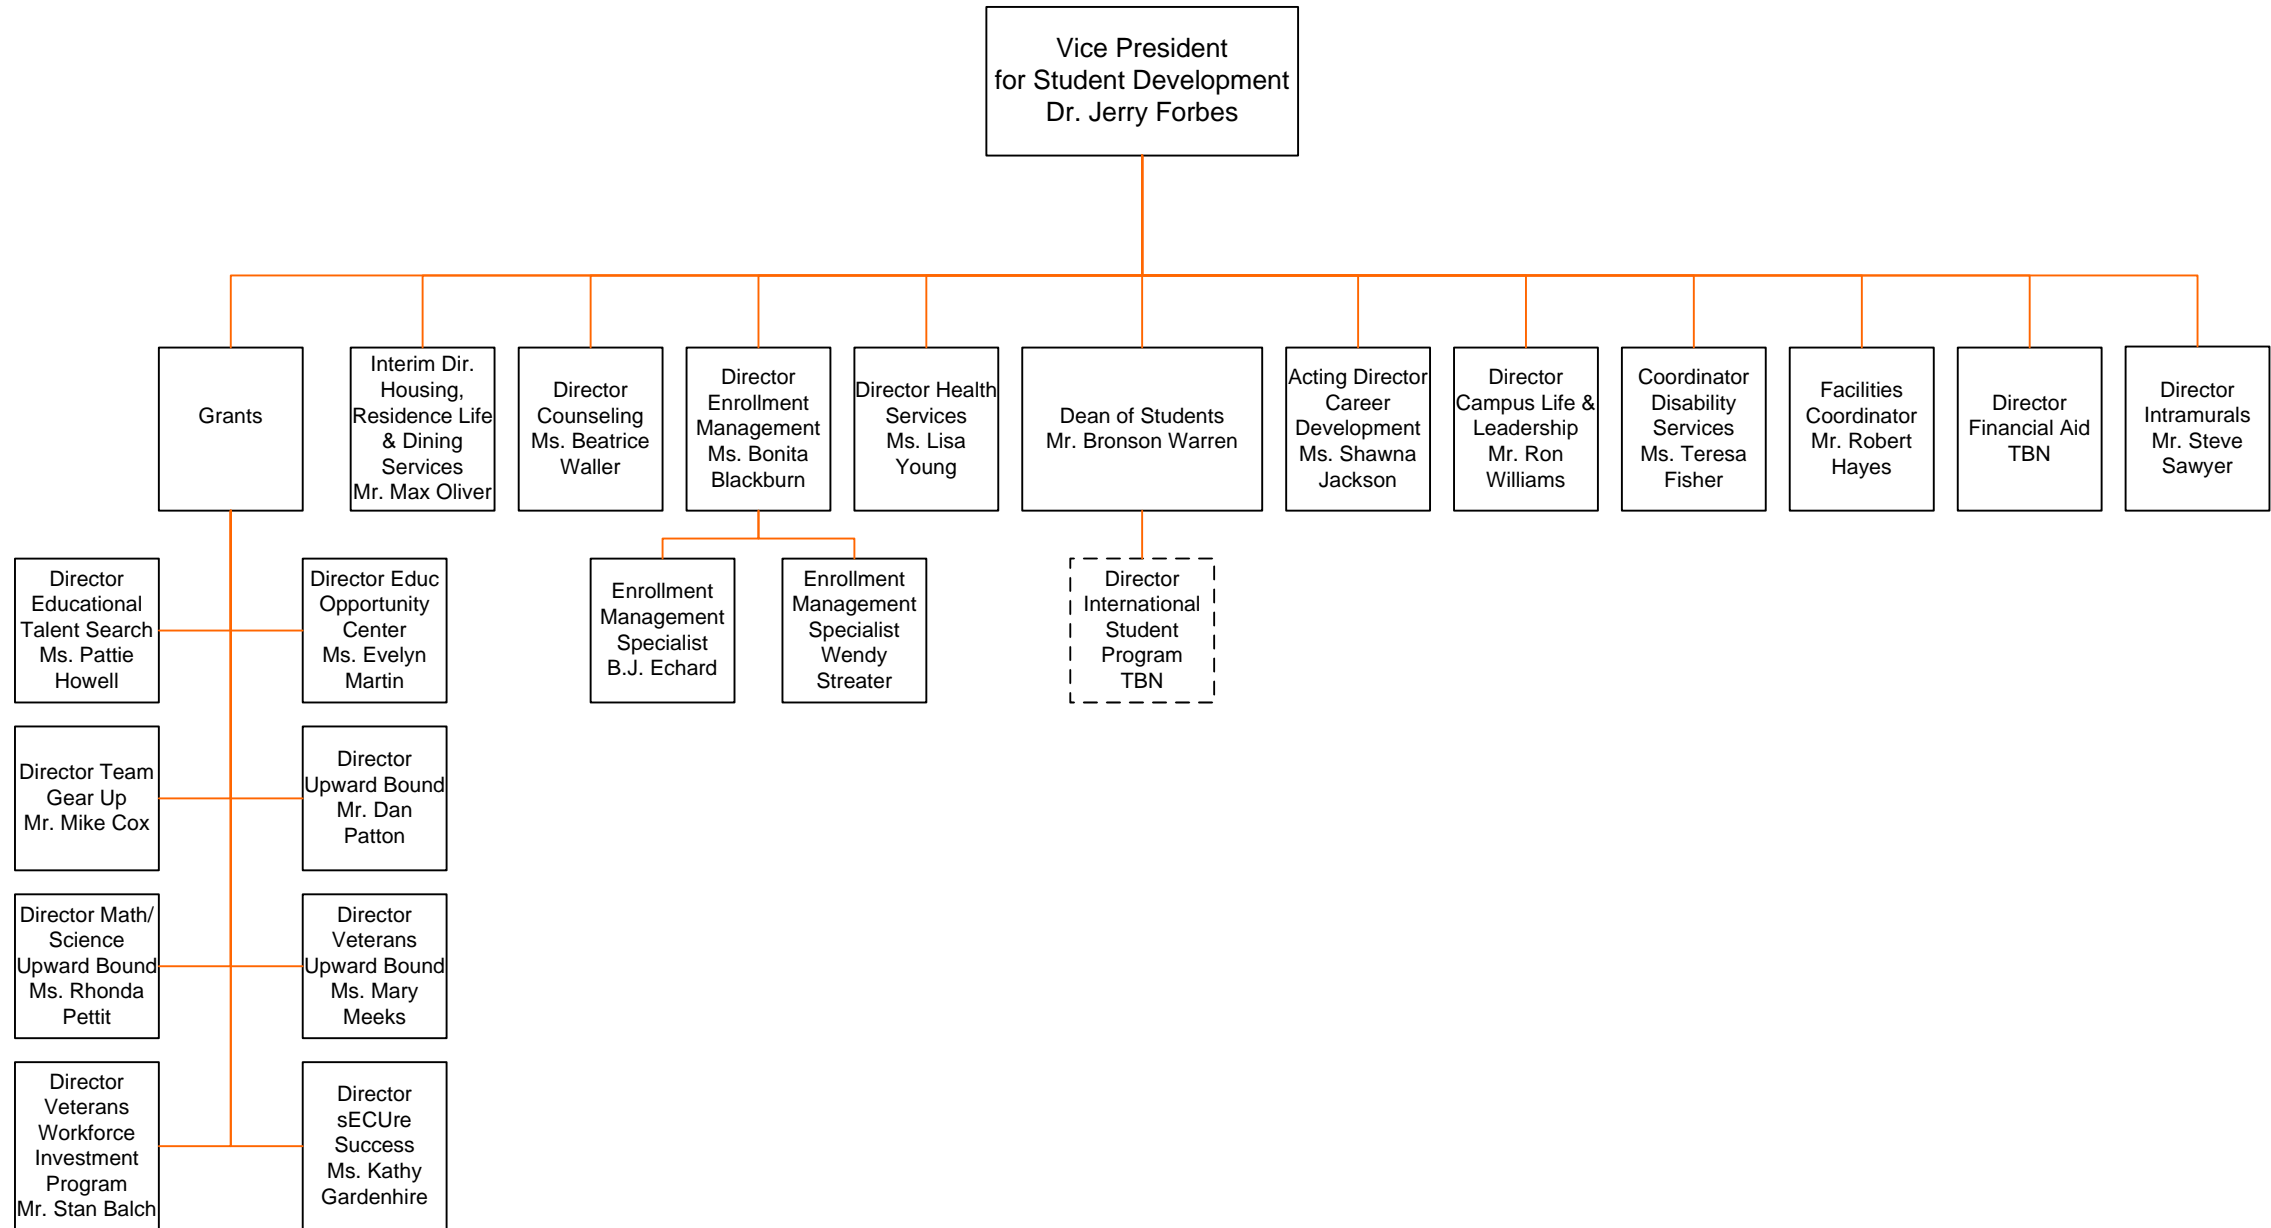 Vice President
for Student Development
Dr. Jerry Forbes
Grants
Interim Dir.
Housing,
Residence Life
& Dining
Services
Mr. Max Oliver
Director
Counseling
Ms. Beatrice
Waller
Director
Enrollment
Management
Ms. Bonita
Blackburn
Director Health
Services
Ms. Lisa
Young
Dean of Students
Mr. Bronson Warren
Acting Director
Career
Development
Ms. Shawna
Jackson
Director
Campus Life &
Leadership
Mr. Ron
Williams
Coordinator
Disability
Services
Ms. Teresa
Fisher
Facilities
Coordinator
Mr. Robert
Hayes
Director
Financial Aid
TBN
Director
Intramurals
Mr. Steve
Sawyer
Director
Educational
Talent Search
Ms. Pattie
Howell
Director Educ
Opportunity
Center
Ms. Evelyn
Martin
Enrollment
Management
Specialist
B.J. Echard
Enrollment
Management
Specialist
Wendy
Streater
Director
International
Student
Program
TBN
Director Team
Gear Up
Mr. Mike Cox
Director
Upward Bound
Mr. Dan
Patton
Director Math/
Science
Upward Bound
Ms. Rhonda
Pettit
Director
Veterans
Upward Bound
Ms. Mary
Meeks
Director
Veterans
Workforce
Investment
Program
Mr. Stan Balch
Director
sECUre
Success
Ms. Kathy
Gardenhire